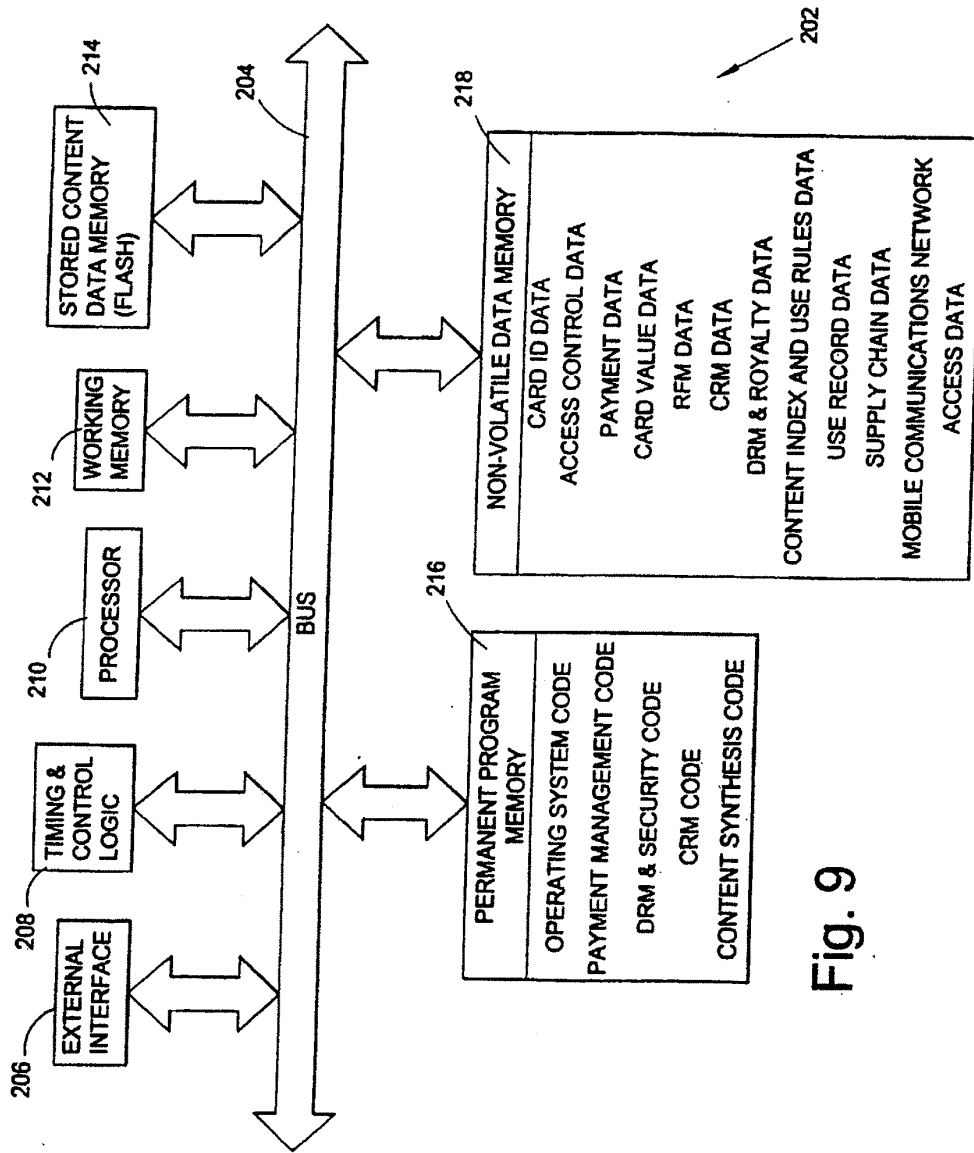 206
EXTERNAL
INTERFACE
208
TIMING &
CONTROL
LOGIC
210
PROCESSOR
212
WORKING
MEMORY
214
STORED CONTENT
DATA MEMORY
(FLASH)
204
BUS
216
PERMANENT PROGRAM
MEMORY
OPERATING SYSTEM CODE
PAYMENT MANAGEMENT CODE
DRM & SECURITY CODE
CRM CODE
CONTENT SYNTHESIS CODE
218
NON-VOLATILE DATA MEMORY
CARD ID DATA
ACCESS CONTROL DATA
PAYMENT DATA
CARD VALUE DATA
RFM DATA
CRM DATA
DRM & ROYALTY DATA
CONTENT INDEX AND USE RULES DATA
USE RECORD DATA
SUPPLY CHAIN DATA
MOBILE COMMUNICATIONS NETWORK
ACCESS DATA
202
Fig. 9